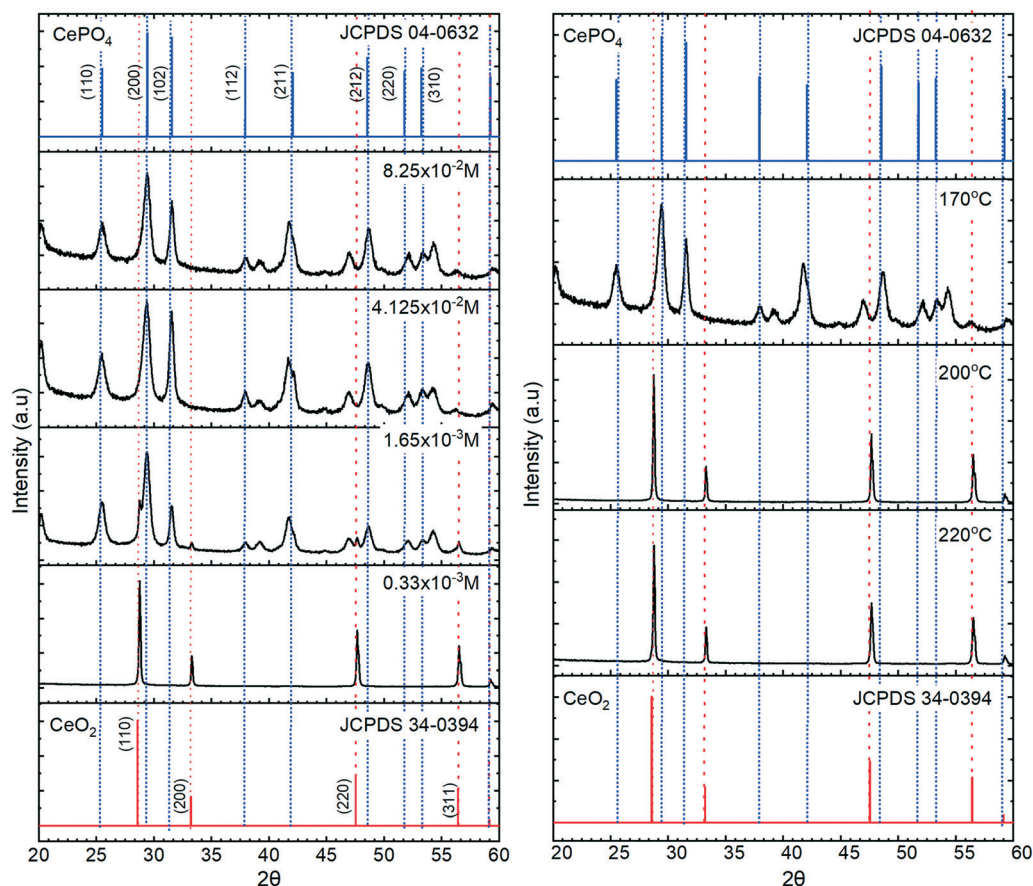 CePO₄ JCPDS 04-0632
(110) (200) (102) (112) (211) (212) (220) (310)
8.25x10⁻²M
4.125x10⁻²M
1.65x10⁻³M
0.33x10⁻³M
CeO₂ JCPDS 34-0394
(110) (200) (220) (311)
Intensity (a.u)
20 25 30 35 40 45 50 55 60
2θ
CePO₄ JCPDS 04-0632
170°C
200°C
220°C
CeO₂ JCPDS 34-0394
Intensity (a.u)
20 25 30 35 40 45 50 55 60
2θ